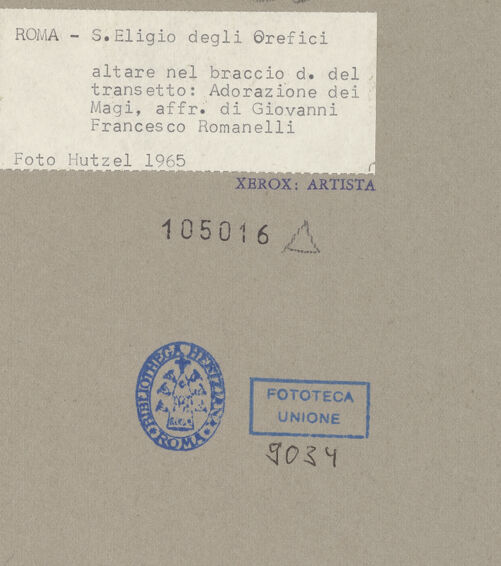 ROMA - S.Eligio degli Orefici
altare nel braccio d. del
transetto: Adorazione dei
Magi, affr. di Giovanni
Francesco Romanelli
Foto Hutzel 1965
XEROX: ARTISTA
105016
BIBLIOTHECA HERTZIANA
ROMA
FOTOTECA
UNIONE
9034